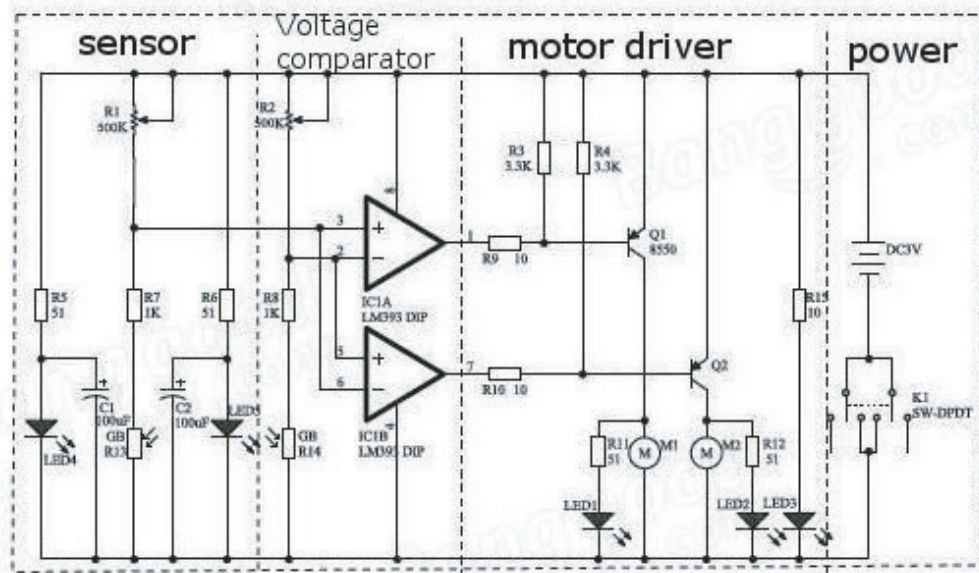 sensor
Voltage
comparator
motor driver
power
R1
500K
R2
500K
R3
3.3K
R4
3.3K
3
2
8
1
R9 10
Q1
8550
DC3V
R5
51
R7
1K
R6
51
R8
1K
IC1A
LM393 DIP
R15
10
5
6
7
R10 10
Q2
K1
SW-DPDT
C1
100uF
C2
100uF
LED4
GB
R13
LED5
GB
R14
4
IC1B
LM393 DIP
R11
51
M
M1
M
M2
R12
51
LED1
LED2
LED3